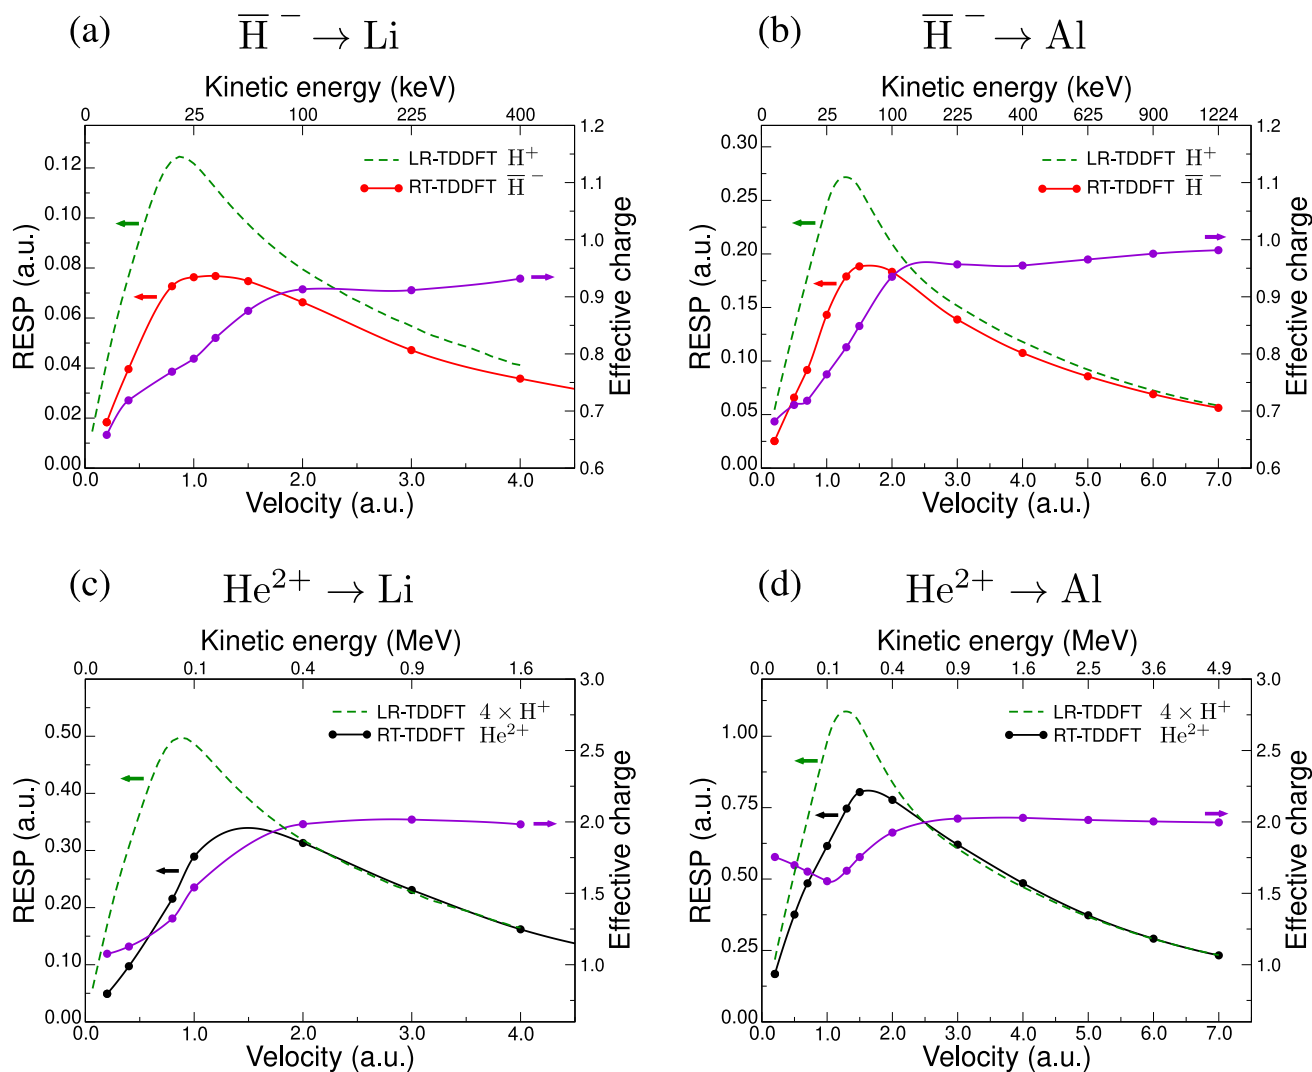 (a) H̅⁻ → Li
Kinetic energy (keV)
0 25 100 225 400
LR-TDDFT H⁺
RT-TDDFT H̅⁻
RESP (a.u.)
0.12
0.10
0.08
0.06
0.04
0.02
0.00
1.2
1.1
1.0
0.9
0.8
0.7
0.6
Effective charge
0.0 1.0 2.0 3.0 4.0
Velocity (a.u.)
(b) H̅⁻ → Al
Kinetic energy (keV)
0 25 100 225 400 625 900 1224
LR-TDDFT H⁺
RT-TDDFT H̅⁻
RESP (a.u.)
0.30
0.25
0.20
0.15
0.10
0.05
0.00
1.2
1.1
1.0
0.9
0.8
0.7
0.6
Effective charge
0.0 1.0 2.0 3.0 4.0 5.0 6.0 7.0
Velocity (a.u.)
(c) He²⁺ → Li
Kinetic energy (MeV)
0.0 0.1 0.4 0.9 1.6
LR-TDDFT 4 × H⁺
RT-TDDFT He²⁺
RESP (a.u.)
0.50
0.40
0.30
0.20
0.10
0.00
3.0
2.5
2.0
1.5
1.0
Effective charge
0.0 1.0 2.0 3.0 4.0
Velocity (a.u.)
(d) He²⁺ → Al
Kinetic energy (MeV)
0.0 0.1 0.4 0.9 1.6 2.5 3.6 4.9
LR-TDDFT 4 × H⁺
RT-TDDFT He²⁺
RESP (a.u.)
1.00
0.75
0.50
0.25
0.00
3.0
2.5
2.0
1.5
1.0
Effective charge
0.0 1.0 2.0 3.0 4.0 5.0 6.0 7.0
Velocity (a.u.)